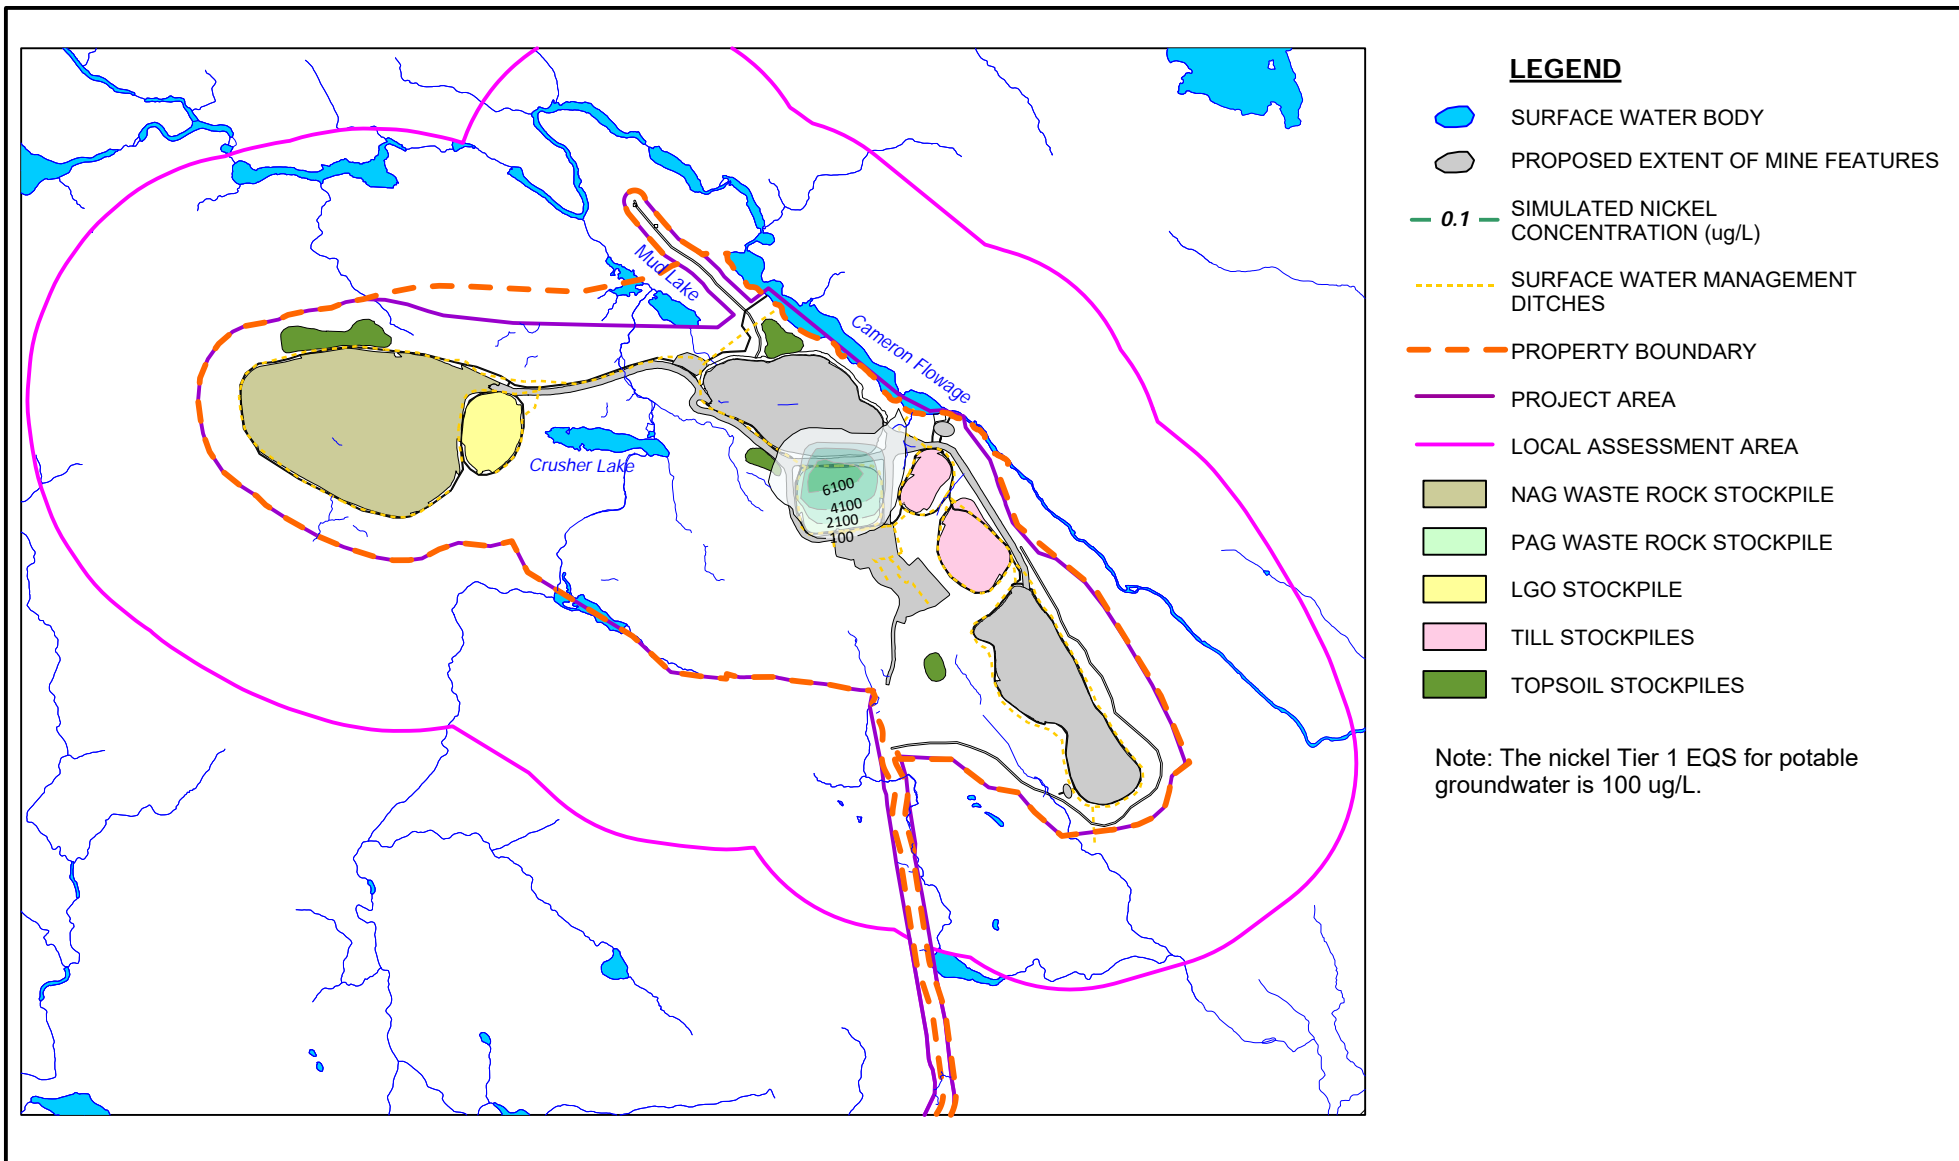 Mud Lake
Cameron Flowage
Crusher Lake
6100
4100
2100
100
LEGEND
SURFACE WATER BODY
PROPOSED EXTENT OF MINE FEATURES
0.1
SIMULATED NICKEL
CONCENTRATION (ug/L)
SURFACE WATER MANAGEMENT
DITCHES
PROPERTY BOUNDARY
PROJECT AREA
LOCAL ASSESSMENT AREA
NAG WASTE ROCK STOCKPILE
PAG WASTE ROCK STOCKPILE
LGO STOCKPILE
TILL STOCKPILES
TOPSOIL STOCKPILES
Note: The nickel Tier 1 EQS for potable
groundwater is 100 ug/L.